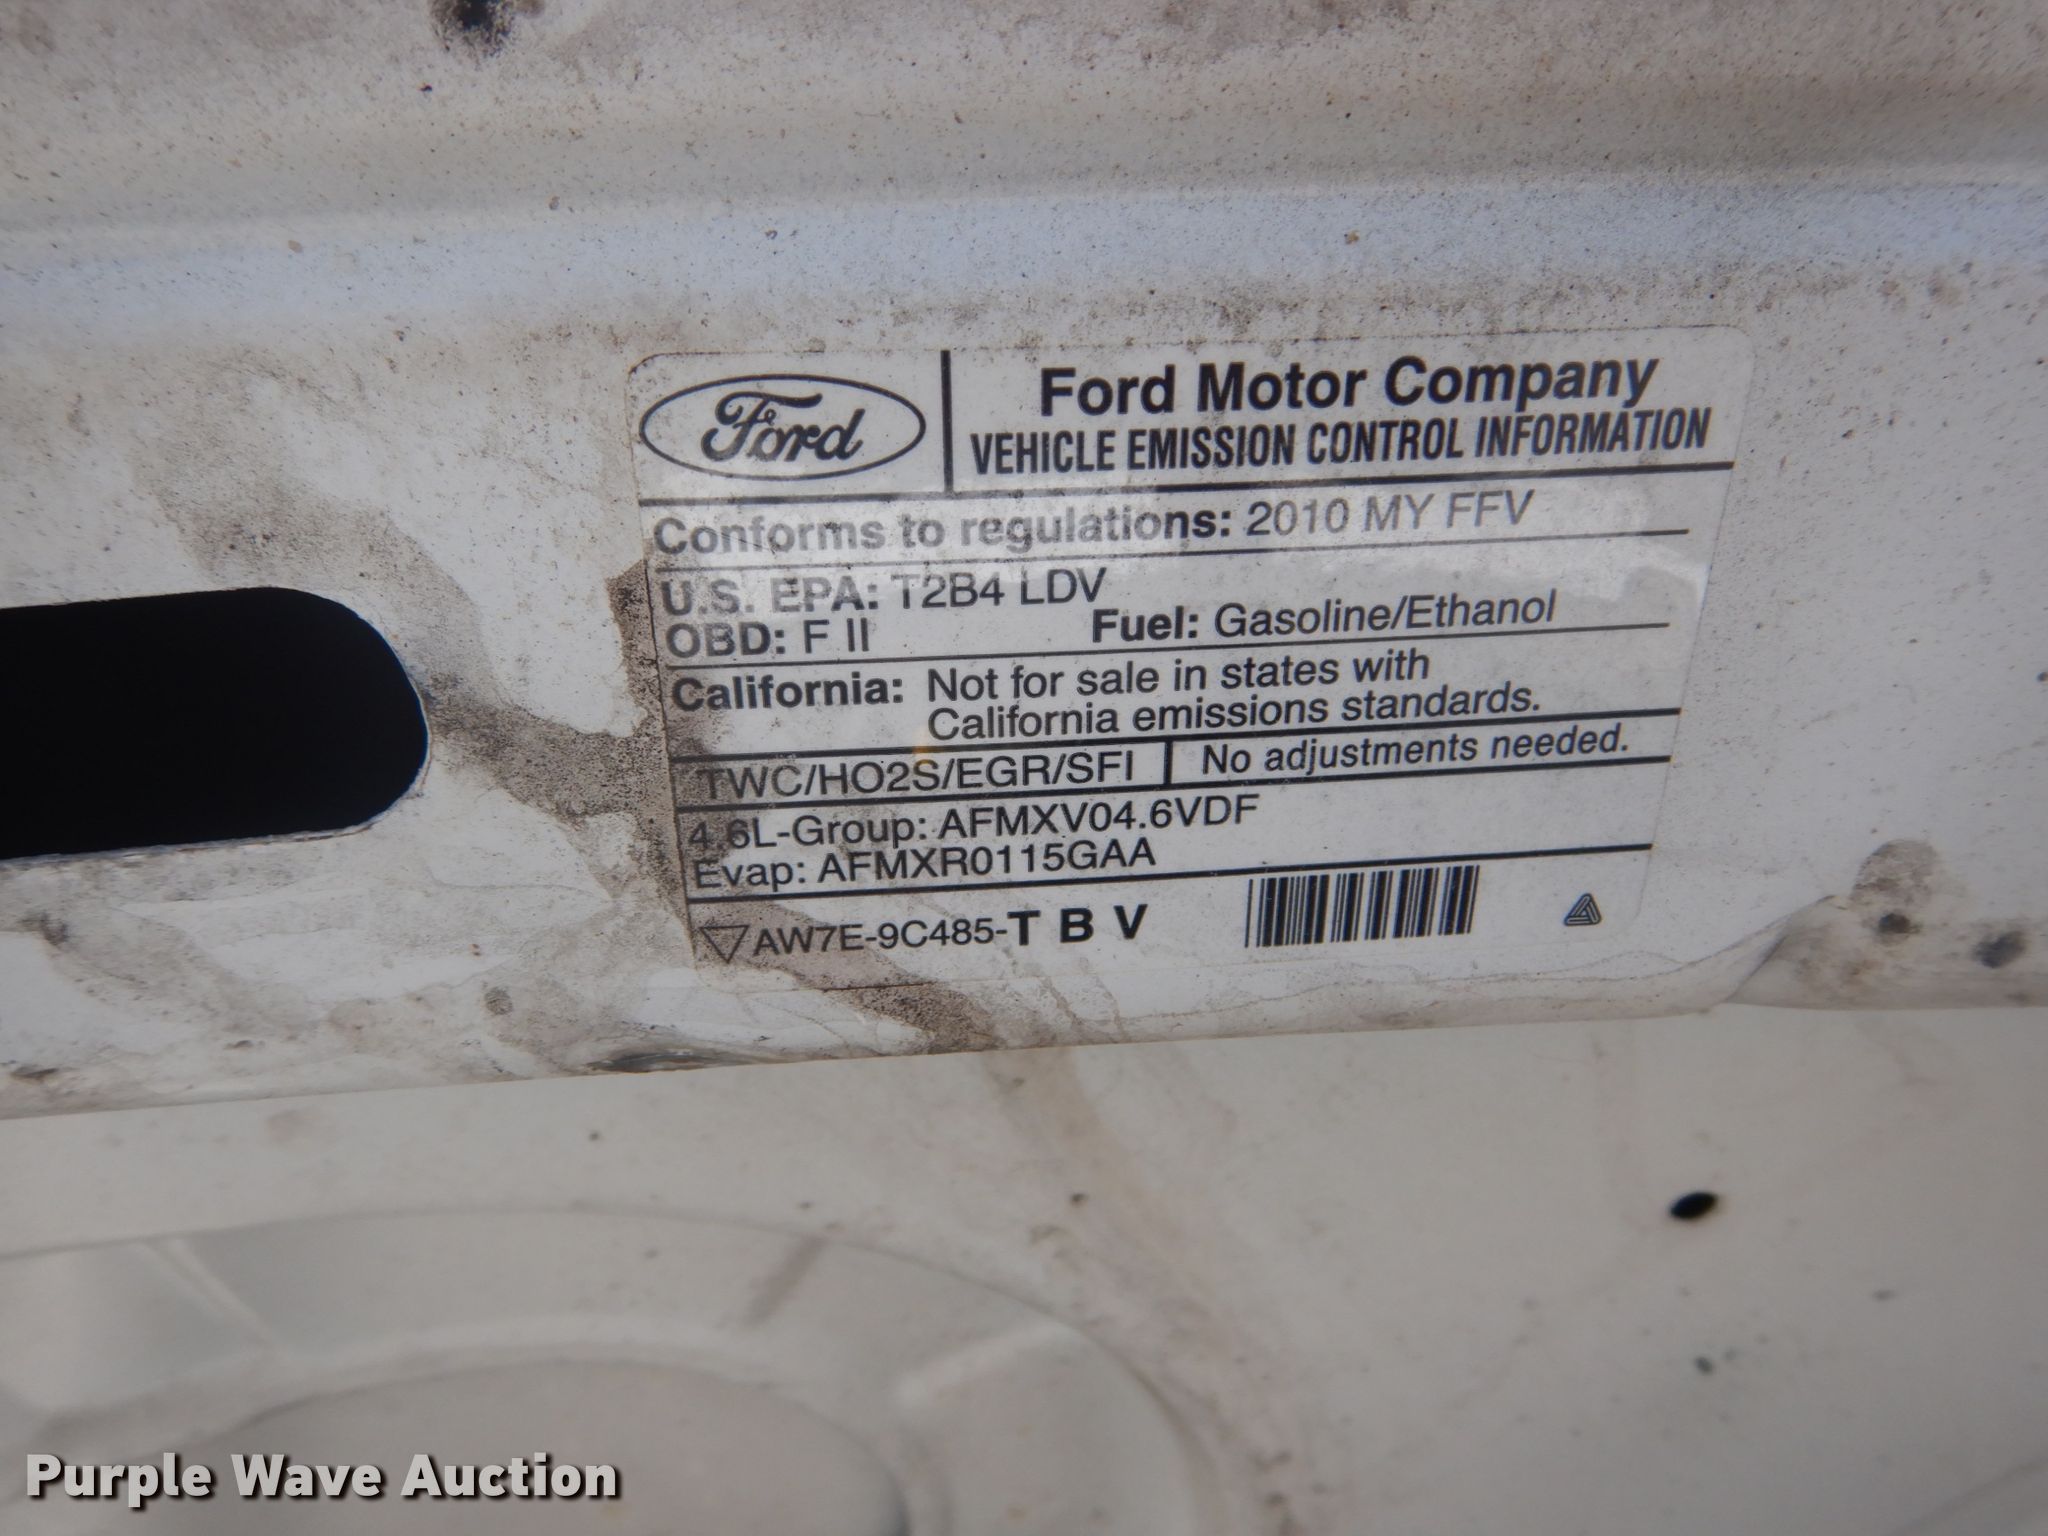 Ford
Ford Motor Company
VEHICLE EMISSION CONTROL INFORMATION
Conforms to regulations: 2010 MY FFV
U.S. EPA: T2B4 LDV
OBD: F II
Fuel: Gasoline/Ethanol
California: Not for sale in states with
California emissions standards.
TWC/HO2S/EGR/SFI
No adjustments needed.
4.6L-Group: AFMXV04.6VDF
Evap: AFMXR0115GAA
AW7E-9C485-T B V
Purple Wave Auction